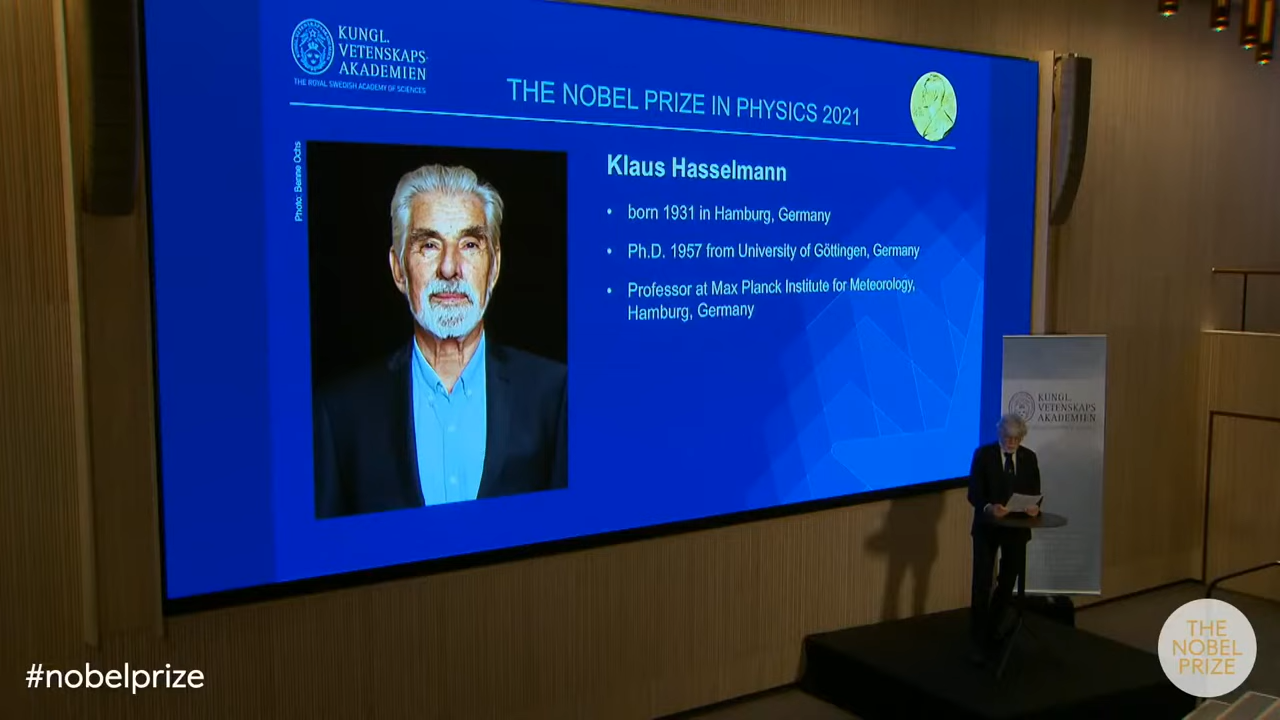 KUNGL.
VETENSKAPS-
AKADEMIEN
THE ROYAL SWEDISH ACADEMY OF SCIENCES
THE NOBEL PRIZE IN PHYSICS 2021
Photo: Bernne Ochs
Klaus Hasselmann
• born 1931 in Hamburg, Germany
• Ph.D. 1957 from University of Göttingen, Germany
• Professor at Max Planck Institute for Meteorology,
Hamburg, Germany
KUNGL.
VETENSKAPS
AKADEMIEN
#nobelprize
THE
NOBEL
PRIZE